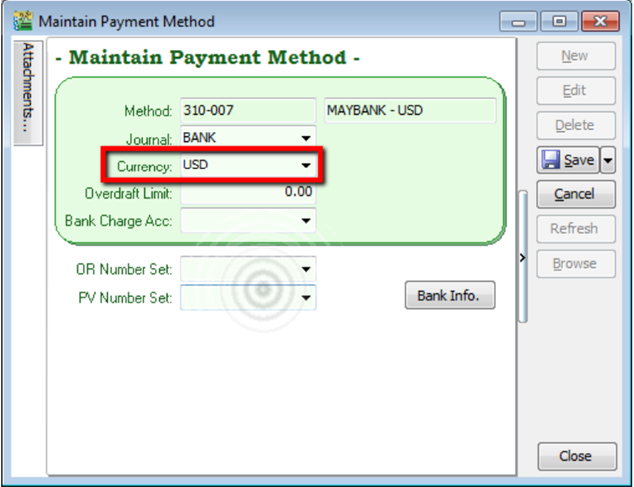 Maintain Payment Method
Attachments...
- Maintain Payment Method -
Method: 310-007 MAYBANK - USD
Journal: BANK
Currency: USD
Overdraft Limit: 0.00
Bank Charge Acc:
OR Number Set:
PV Number Set:
Bank Info.
New
Edit
Delete
Save
Cancel
Refresh
Browse
Close